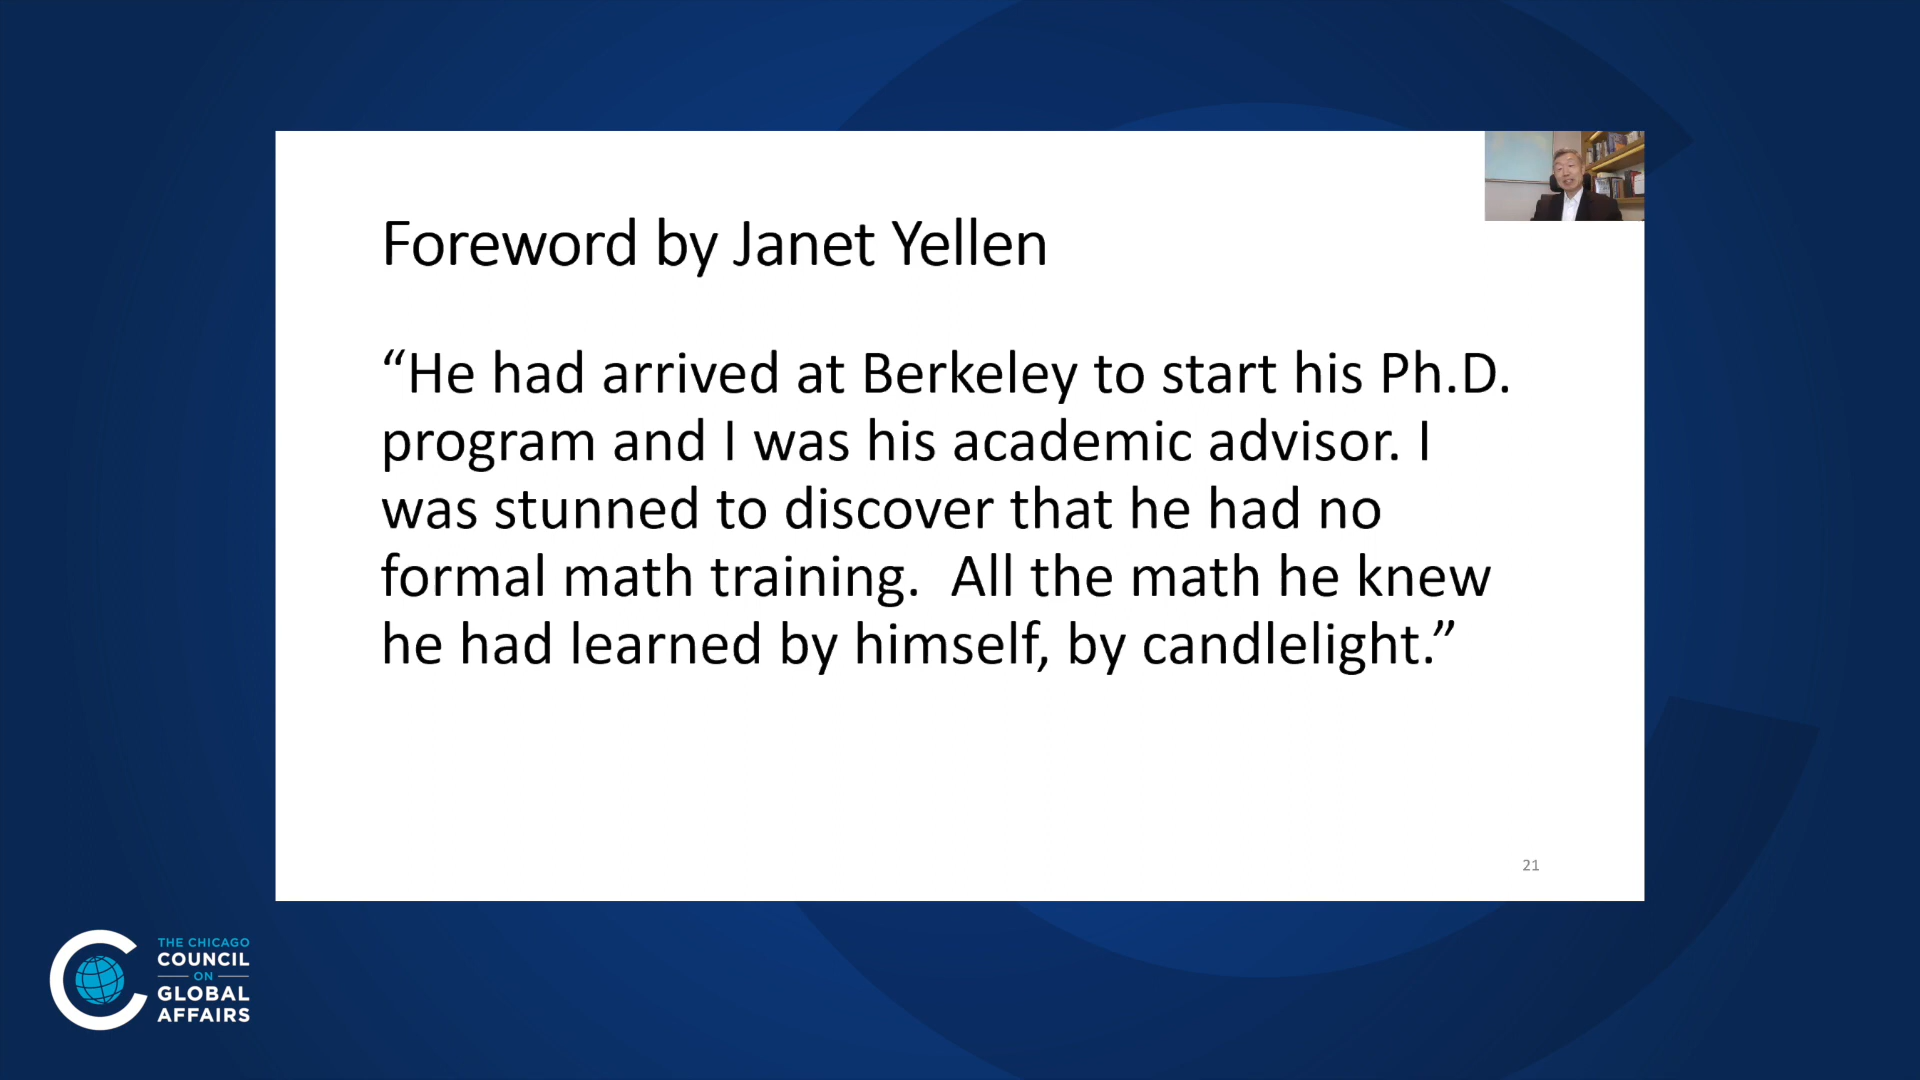 Foreword by Janet Yellen
“He had arrived at Berkeley to start his Ph.D.
program and I was his academic advisor. I
was stunned to discover that he had no
formal math training.  All the math he knew
he had learned by himself, by candlelight.”
21
THE CHICAGO
COUNCIL
ON
GLOBAL
AFFAIRS